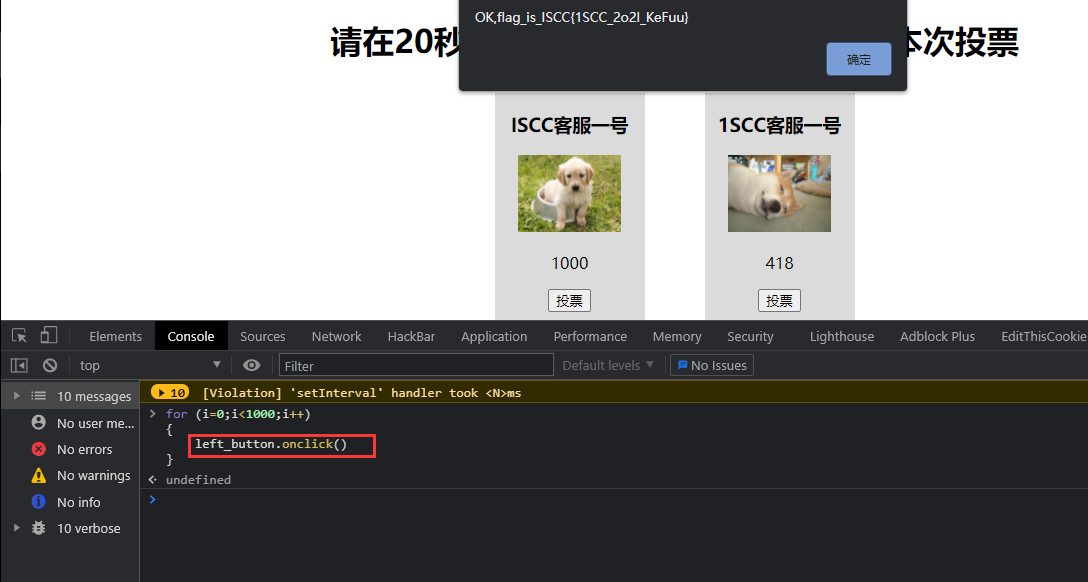 OK,flag_is_ISCC{1SCC_2o2l_KeFuu}
确定
请在20秒
本次投票
ISCC客服一号
1SCC客服一号
1000
418
投票
投票
Elements Console Sources Network HackBar Application Performance Memory Security Lighthouse Adblock Plus EditThisCookie
top Filter Default levels No Issues
10 messages
No user me...
No errors
No warnings
No info
10 verbose
10 [Violation] 'setInterval' handler took <N>ms
for (i=0;i<1000;i++)
{
left_button.onclick()
}
undefined